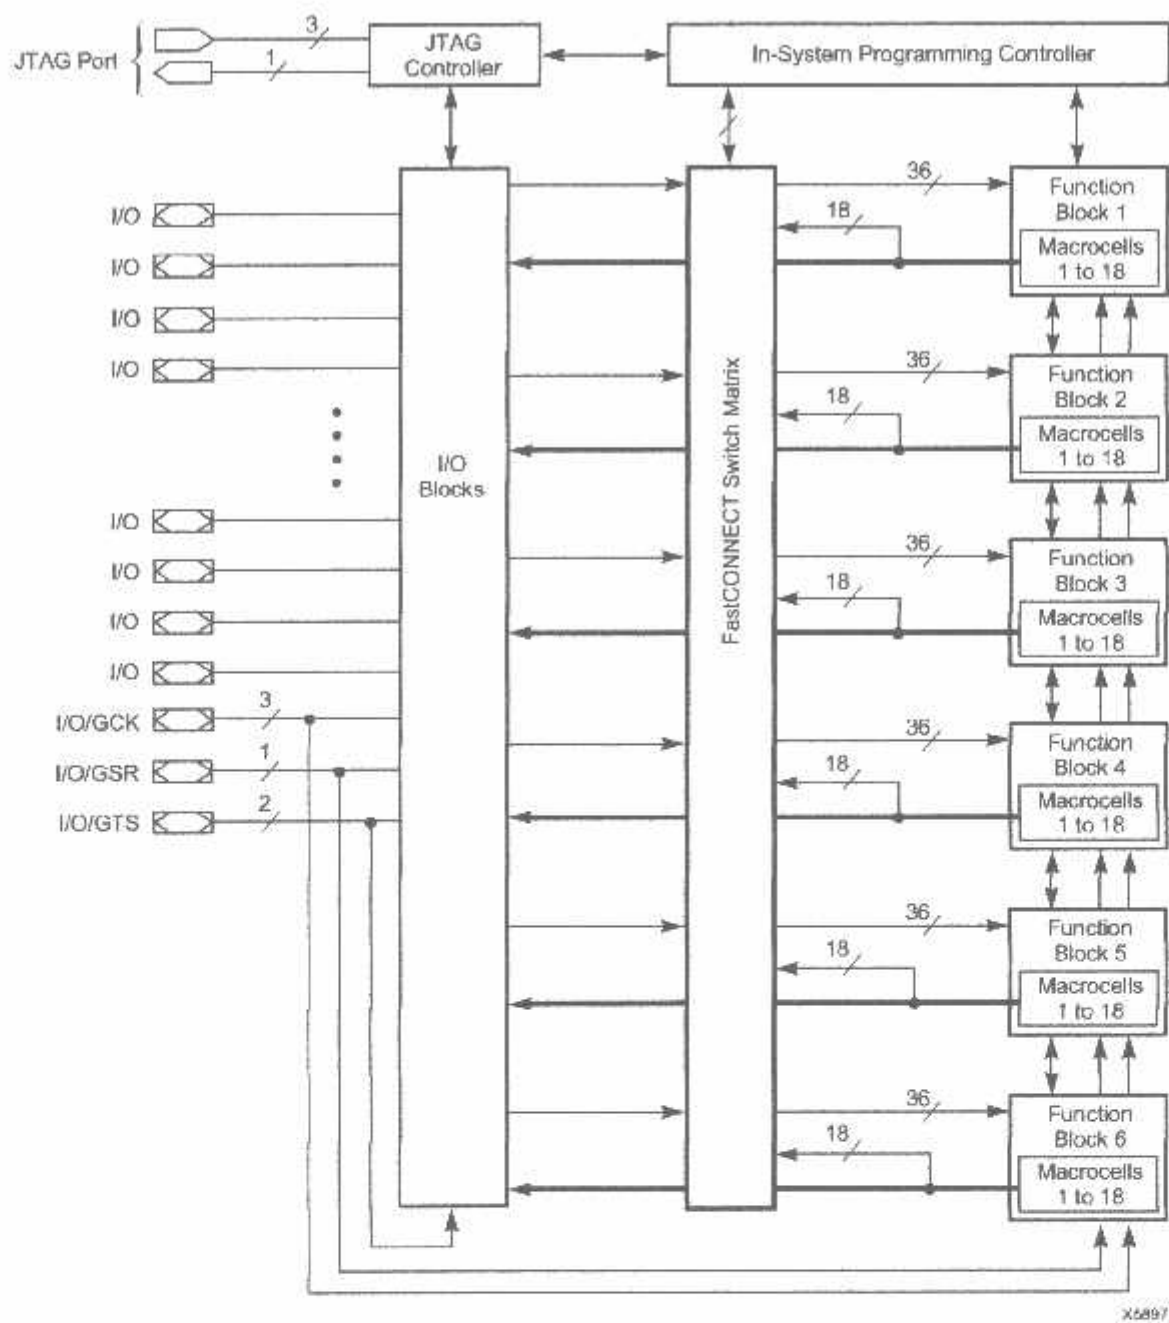 JTAG Port
3
1
JTAG
Controller
In-System Programming Controller
I/O
I/O
I/O
I/O
I/O
I/O
I/O
I/O
I/O/GCK
3
I/O/GSR
1
I/O/GTS
2
I/O
Blocks
FastCONNECT Switch Matrix
36
18
Function
Block 1
Macrocells
1 to 18
36
18
Function
Block 2
Macrocells
1 to 18
36
18
Function
Block 3
Macrocells
1 to 18
36
18
Function
Block 4
Macrocells
1 to 18
36
18
Function
Block 5
Macrocells
1 to 18
36
18
Function
Block 6
Macrocells
1 to 18
X5897